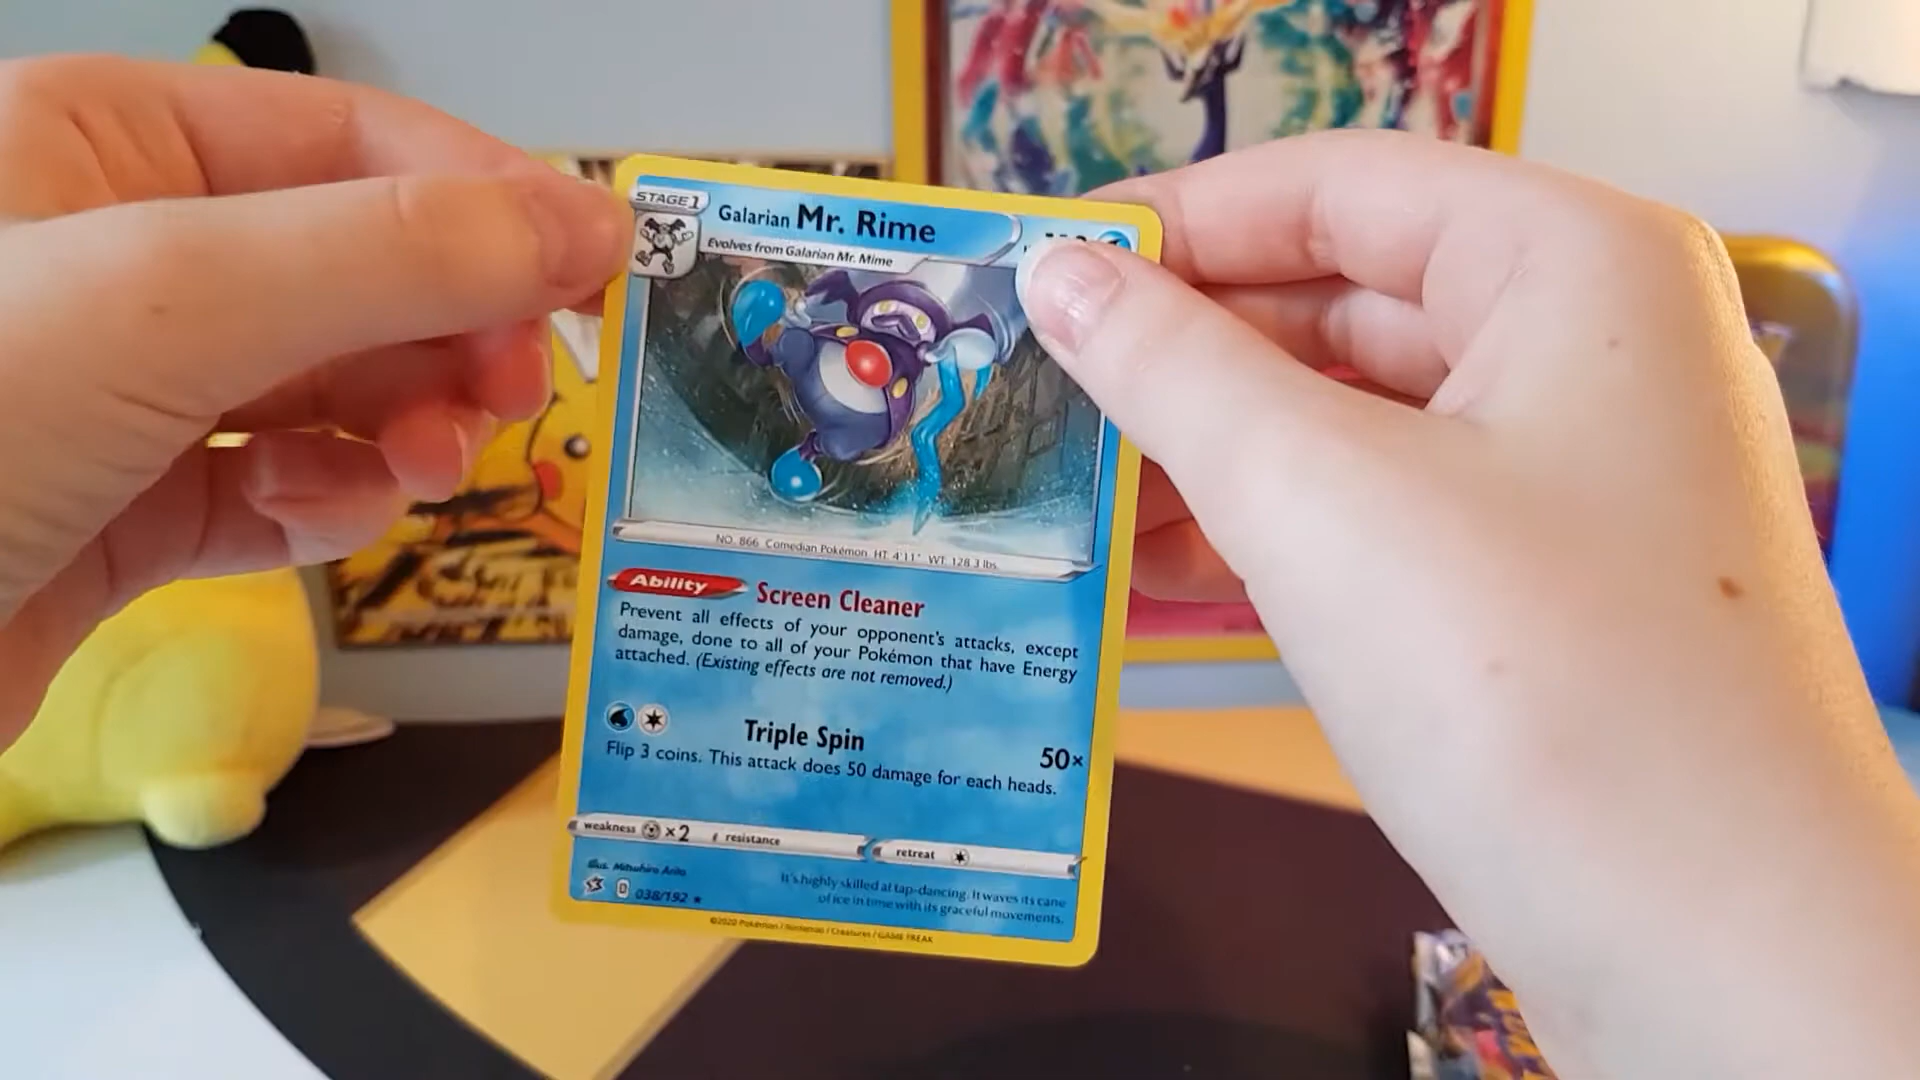 STAGE 1
Galarian Mr. Rime
Evolves from Galarian Mr. Mime
NO. 866 Comedian Pokémon HT: 4'11" WT: 128.3 lbs.
Ability Screen Cleaner
Prevent all effects of your opponent's attacks, except
damage, done to all of your Pokémon that have Energy
attached. (Existing effects are not removed.)
Triple Spin 50×
Flip 3 coins. This attack does 50 damage for each heads.
weakness ×2 resistance retreat
Illus. Mitsuhiro Arita
D 038/192 ★
It's highly skilled at tap-dancing. It waves its cane
of ice in time with its graceful movements.
©2020 Pokémon / Nintendo / Creatures / GAME FREAK